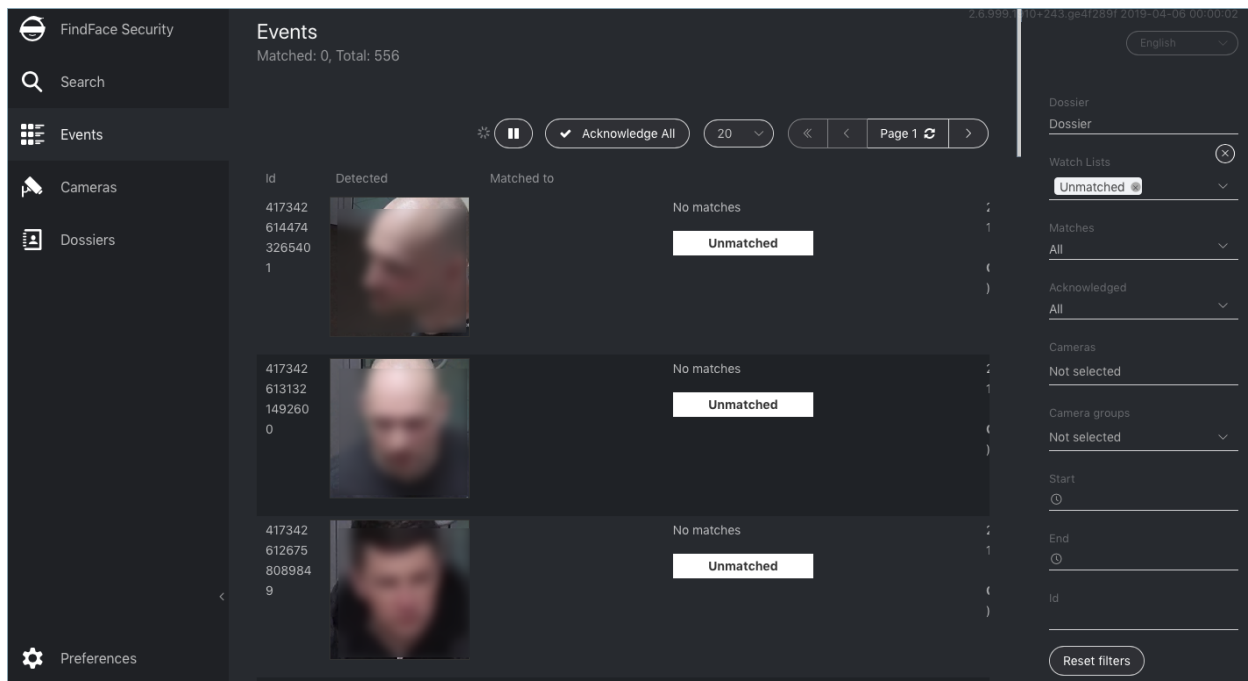 FindFace Security
Search
Events
Cameras
Dossiers
Preferences
Events
Matched: 0, Total: 556
Acknowledge All
20
Page 1
Id Detected Matched to
417342
614474
326540
1
No matches
Unmatched
417342
613132
149260
0
No matches
Unmatched
417342
612675
808984
9
No matches
Unmatched
English
Dossier
Dossier
Watch Lists
Unmatched
Matches
All
Acknowledged
All
Cameras
Not selected
Camera groups
Not selected
Start
End
Id
Reset filters